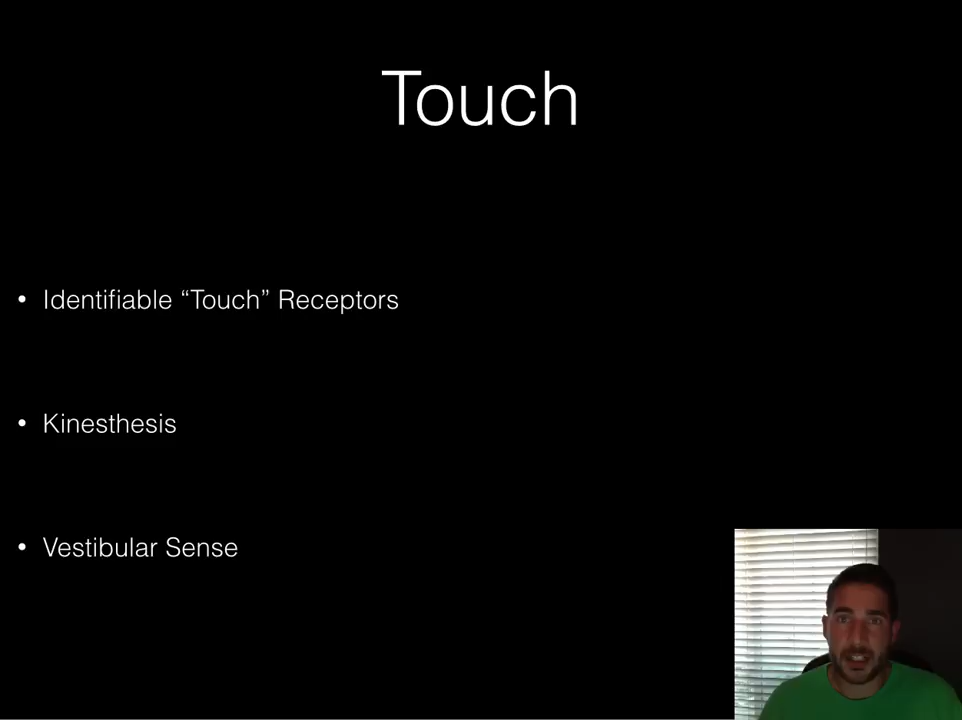 Touch
• Identifiable “Touch” Receptors
• Kinesthesis
• Vestibular Sense